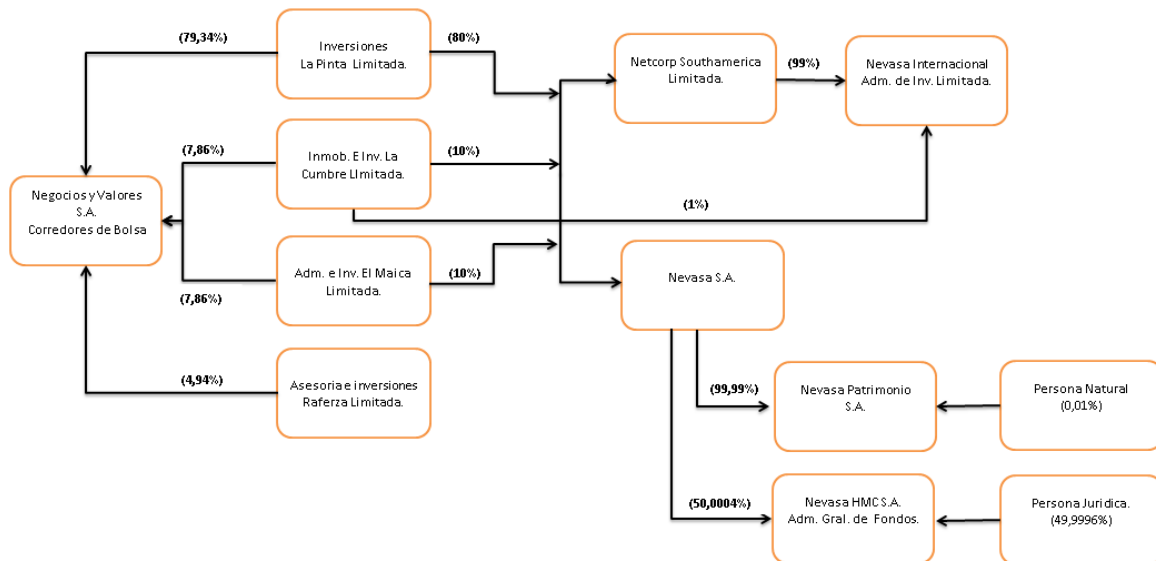 (79,34%)
Inversiones
La Pinta Limitada.
(80%)
Netcorp Southamerica
Limitada.
(99%)
Nevasa Internacional
Adm. de Inv. Limitada.
(7,86%)
Inmob. E Inv. La
Cumbre LImitada.
(10%)
Negocios y Valores
S.A.
Corredores de Bolsa
(1%)
(7,86%)
Adm. e Inv. El Maica
Limitada.
(10%)
Nevasa S.A.
(4,94%)
Asesoria e inversiones
Raferza Limitada.
(99,99%)
Nevasa Patrimonio
S.A.
Persona Natural
(0,01%)
(50,0004%)
Nevasa HMC S.A.
Adm. Gral. de Fondos.
Persona Juridica.
(49,9996%)